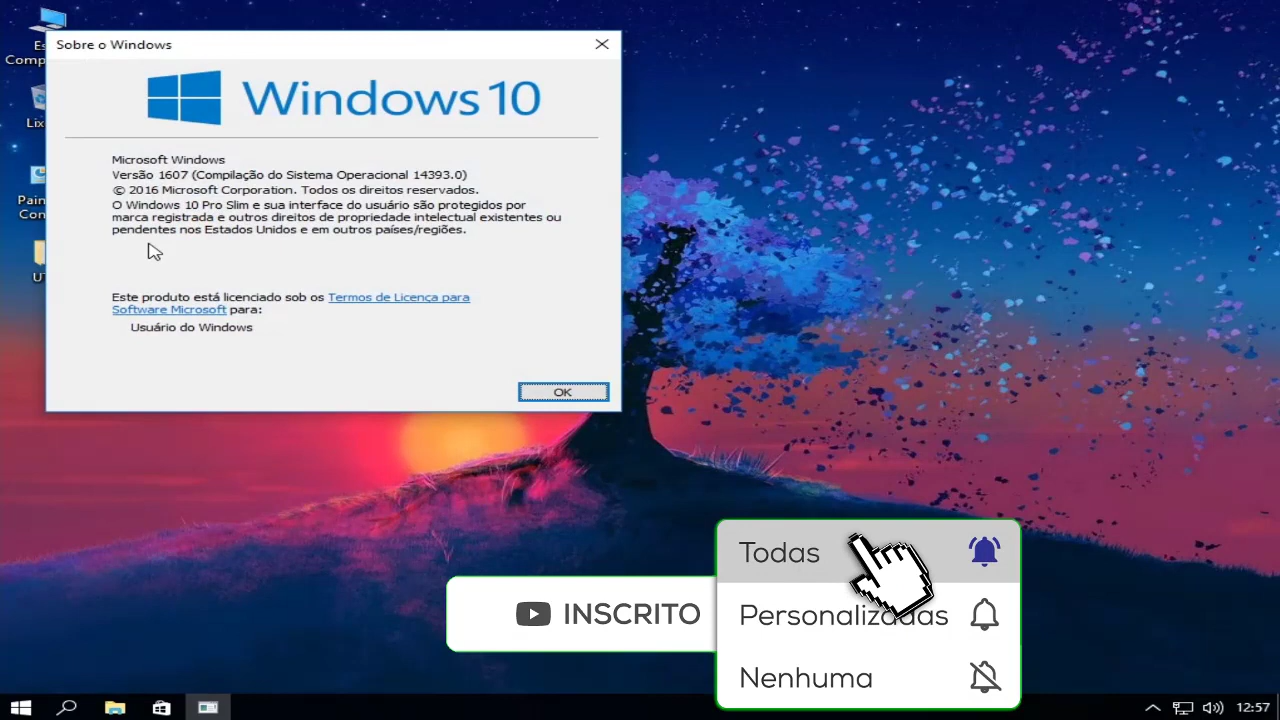 Sobre o Windows
Windows 10
Microsoft Windows
Versão 1607 (Compilação do Sistema Operacional 14393.0)
© 2016 Microsoft Corporation. Todos os direitos reservados.
O Windows 10 Pro Slim e sua interface do usuário são protegidos por
marca registrada e outros direitos de propriedade intelectual existentes ou
pendentes nos Estados Unidos e em outros países/regiões.
Este produto está licenciado sob os Termos de Licença para
Software Microsoft para:
Usuário do Windows
OK
Todas
INSCRITO
Personalizadas
Nenhuma
12:57